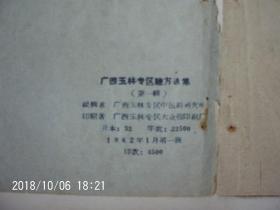 广西玉林专区验方选集
(第一辑)
编辑者: 广西玉林专区中医药研究所
印刷者: 广西玉林专区大众报印刷厂
开本: 32 字数: 22500
1962年1月第一版
印数: 4500
2018/10/06 18:21